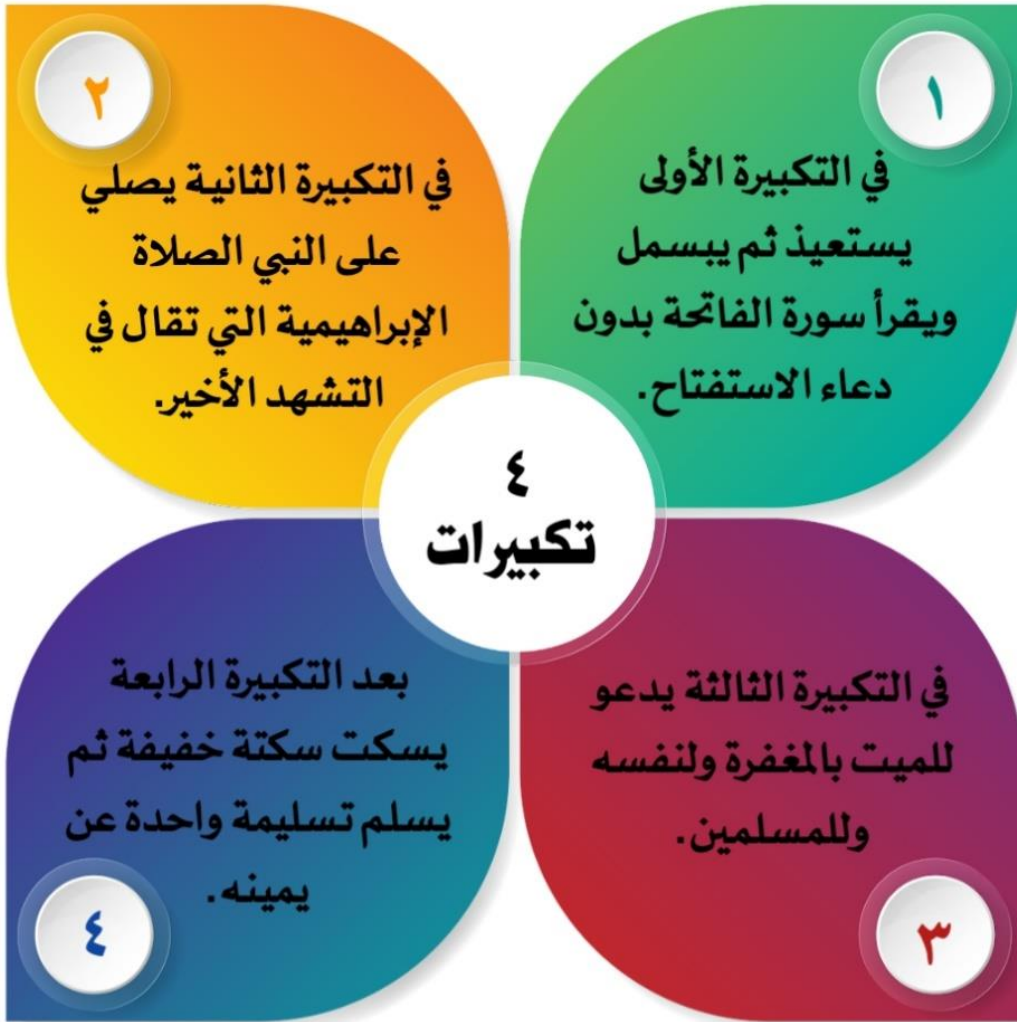 ١
في التكبيرة الأولى
يستعيذ ثم يبسمل
ويقرأ سورة الفاتحة بدون
دعاء الاستفتاح.
٢
في التكبيرة الثانية يصلي
على النبي الصلاة
الإبراهيمية التي تقال في
التشهد الأخير.
٤
تكبيرات
في التكبيرة الثالثة يدعو
للميت بالمغفرة ولنفسه
وللمسلمين.
٣
بعد التكبيرة الرابعة
يسكت سكتة خفيفة ثم
يسلم تسليمة واحدة عن
يمينه.
٤